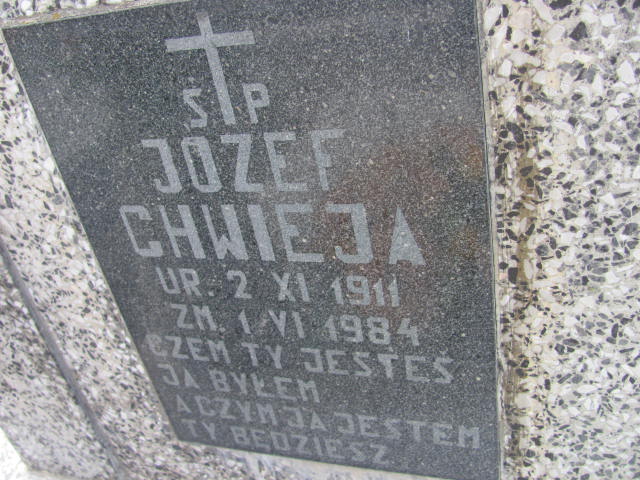 Ś P
JÓZEF
CHWIEJA
UR. 2 XI 1911
ZM. 1 VI 1984
CZEM TY JESTEŚ
JA BYŁEM
A CZYM JA JESTEM
TY BĘDZIESZ